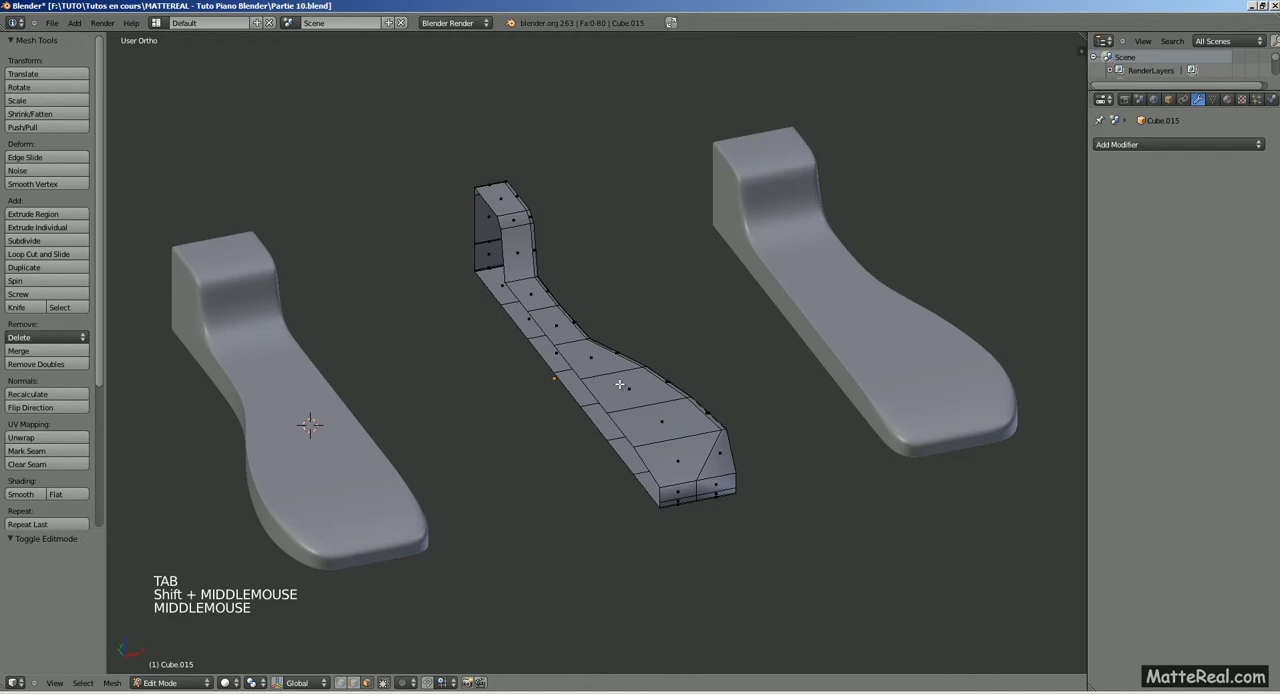 Blender* [F:\TUTO\Tutos en cours\MATTEREAL - Tuto Piano Blender\Partie 10.blend]
File Add Render Help Default Scene Blender Render blender.org 263 | Fa:0-80 | Cube.015
Mesh Tools
Transform:
Translate
Rotate
Scale
Shrink/Fatten
Push/Pull
Deform:
Edge Slide
Noise
Smooth Vertex
Add:
Extrude Region
Extrude Individual
Subdivide
Loop Cut and Slide
Duplicate
Spin
Screw
Knife Select
Remove:
Delete
Merge
Remove Doubles
Normals:
Recalculate
Flip Direction
UV Mapping:
Unwrap
Mark Seam
Clear Seam
Shading:
Smooth Flat
Repeat:
Repeat Last
Toggle Editmode
User Ortho
TAB
Shift + MIDDLEMOUSE
MIDDLEMOUSE
(1) Cube.015
View Select Mesh Edit Mode Global
View Search All Scenes
Scene
RenderLayers
Cube.015
Add Modifier
MatteReal.com